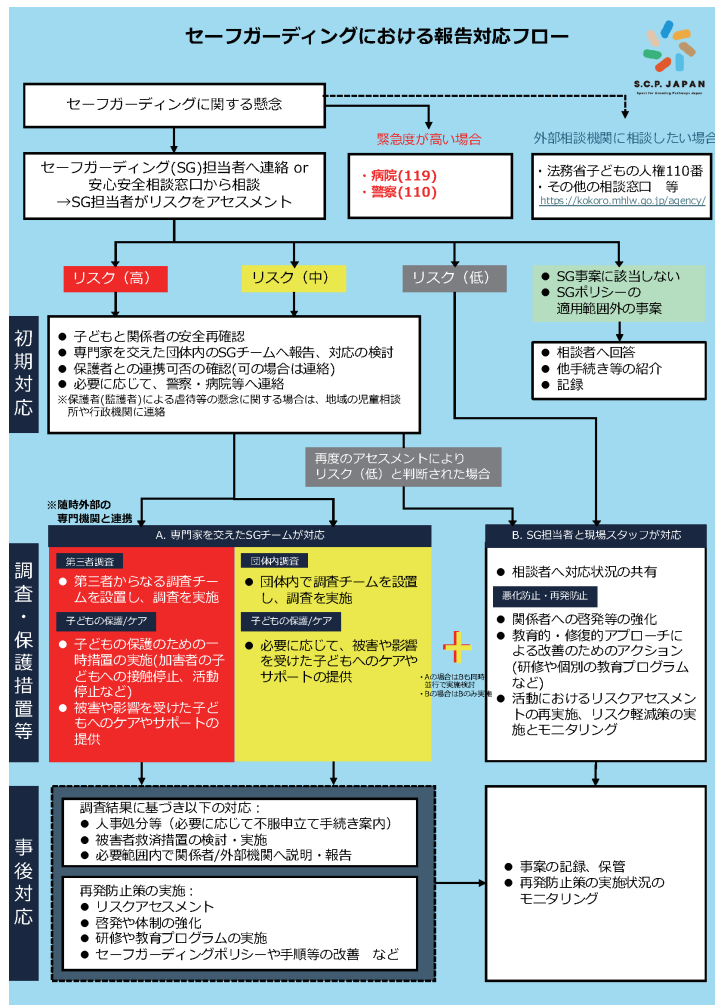 セーフガーディングにおける報告対応フロー
S.C.P. JAPAN
Sport for Creating Pathways Japan
セーフガーディングに関する懸念
緊急度が高い場合
外部相談機関に相談したい場合
セーフガーディング(SG)担当者へ連絡 or
安心安全相談窓口から相談
→SG担当者がリスクをアセスメント
・病院(119)
・警察(110)
・法務省子どもの人権110番
・その他の相談窓口　等
https://kokoro.mhlw.go.jp/agency/
リスク（高）
リスク（中）
リスク（低）
● SG事案に該当しない
● SGポリシーの
適用範囲外の事案
初期対応
● 子どもと関係者の安全再確認
● 専門家を交えた団体内のSGチームへ報告、対応の検討
● 保護者との連携可否の確認(可の場合は連絡)
● 必要に応じて、警察・病院等へ連絡
※保護者(監護者)による虐待等の懸念に関する場合は、地域の児童相談
所や行政機関に連絡
● 相談者へ回答
● 他手続き等の紹介
● 記録
再度のアセスメントにより
リスク（低）と判断された場合
※随時外部の
専門機関と連携
調査・保護措置等
A. 専門家を交えたSGチームが対応
第三者調査
● 第三者からなる調査チー
ムを設置し、調査を実施
子どもの保護/ケア
● 子どもの保護のための一
時措置の実施(加害者の子
どもへの接触停止、活動
停止など)
● 被害や影響を受けた子ど
もへのケアやサポートの
提供
団体内調査
● 団体内で調査チームを設置
し、調査を実施
子どもの保護/ケア
● 必要に応じて、被害や影響
を受けた子どもへのケアや
サポートの提供
+
・Aの場合はBも同時
並行で実施検討
・Bの場合はBのみ実施
B. SG担当者と現場スタッフが対応
● 相談者へ対応状況の共有
悪化防止・再発防止
● 関係者への啓発等の強化
● 教育的・修復的アプローチによ
る改善のためのアクション
(研修や個別の教育プログラム
など)
● 活動におけるリスクアセスメン
トの再実施、リスク軽減策の実
施とモニタリング
事後対応
調査結果に基づき以下の対応：
● 人事処分等（必要に応じて不服申立て手続き案内）
● 被害者救済措置の検討・実施
● 必要範囲内で関係者/外部機関へ説明・報告
再発防止策の実施：
● リスクアセスメント
● 啓発や体制の強化
● 研修や教育プログラムの実施
● セーフガーディングポリシーや手順等の改善　など
● 事案の記録、保管
● 再発防止策の実施状況の
モニタリング